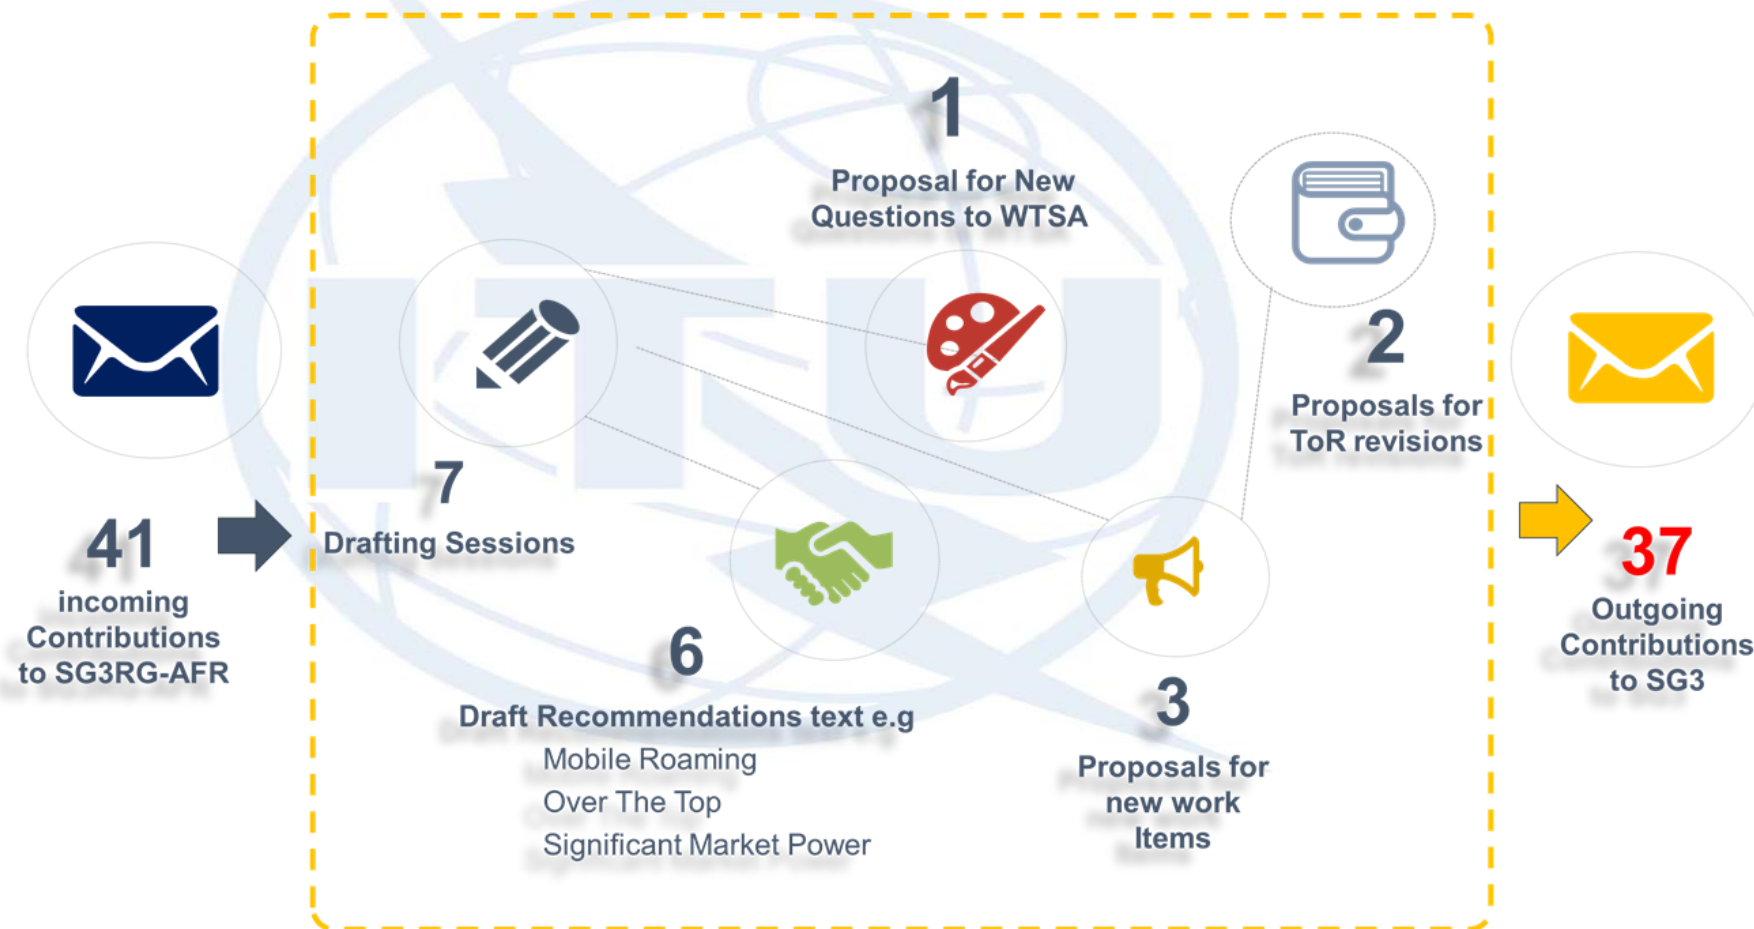 41
incoming
Contributions
to SG3RG-AFR
7
Drafting Sessions
1
Proposal for New
Questions to WTSA
6
Draft Recommendations text e.g
Mobile Roaming
Over The Top
Significant Market Power
3
Proposals for
new work
Items
2
Proposals for
ToR revisions
37
Outgoing
Contributions
to SG3
ITU